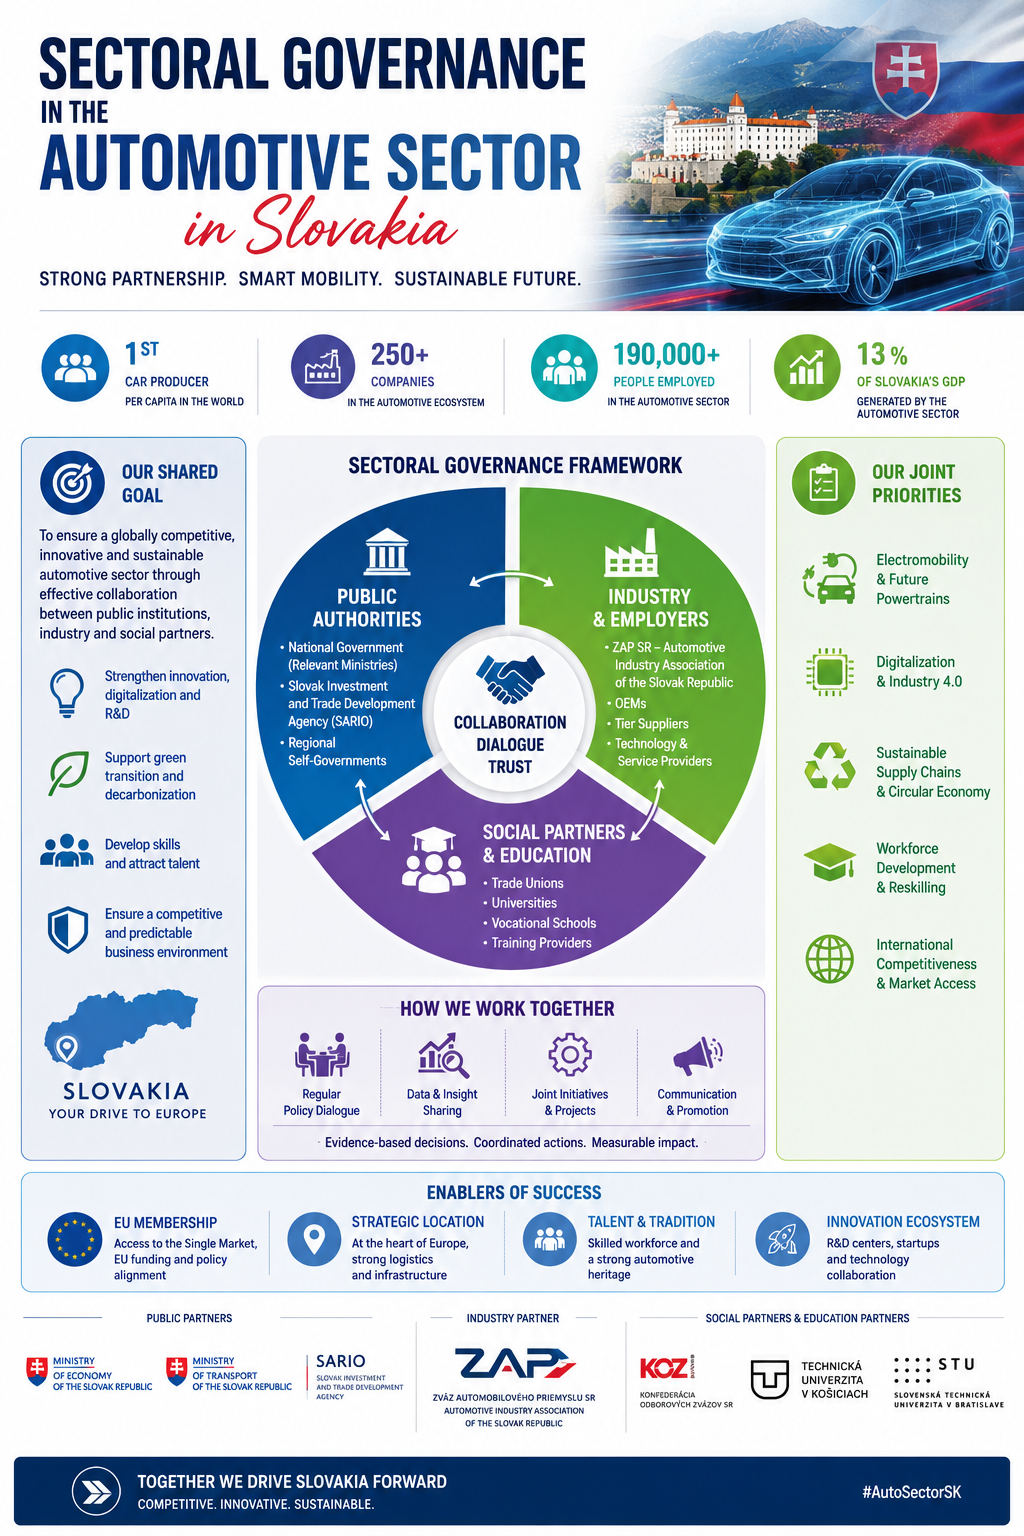 SECTORAL GOVERNANCE
IN THE
AUTOMOTIVE SECTOR
in Slovakia
STRONG PARTNERSHIP. SMART MOBILITY. SUSTAINABLE FUTURE.
1ST
CAR PRODUCER
PER CAPITA IN THE WORLD
250+
COMPANIES
IN THE AUTOMOTIVE ECOSYSTEM
190,000+
PEOPLE EMPLOYED
IN THE AUTOMOTIVE SECTOR
13 %
OF SLOVAKIA'S GDP
GENERATED BY THE
AUTOMOTIVE SECTOR
OUR SHARED
GOAL
To ensure a globally competitive,
innovative and sustainable
automotive sector through
effective collaboration
between public institutions,
industry and social partners.
Strengthen innovation,
digitalization and
R&D
Support green
transition and
decarbonization
Develop skills
and attract talent
Ensure a competitive
and predictable
business environment
SLOVAKIA
YOUR DRIVE TO EUROPE
SECTORAL GOVERNANCE FRAMEWORK
PUBLIC
AUTHORITIES
• National Government
(Relevant Ministries)
• Slovak Investment
and Trade Development
Agency (SARIO)
• Regional
Self-Governments
INDUSTRY
& EMPLOYERS
• ZAP SR – Automotive
Industry Association
of the Slovak Republic
• OEMs
• Tier Suppliers
• Technology &
Service Providers
COLLABORATION
DIALOGUE
TRUST
SOCIAL PARTNERS
& EDUCATION
• Trade Unions
• Universities
• Vocational Schools
• Training Providers
HOW WE WORK TOGETHER
Regular
Policy Dialogue
Data & Insight
Sharing
Joint Initiatives
& Projects
Communication
& Promotion
Evidence-based decisions. Coordinated actions. Measurable impact.
OUR JOINT
PRIORITIES
Electromobility
& Future
Powertrains
Digitalization
& Industry 4.0
Sustainable
Supply Chains
& Circular Economy
Workforce
Development
& Reskilling
International
Competitiveness
& Market Access
ENABLERS OF SUCCESS
EU MEMBERSHIP
Access to the Single Market,
EU funding and policy
alignment
STRATEGIC LOCATION
At the heart of Europe,
strong logistics
and infrastructure
TALENT & TRADITION
Skilled workforce and
a strong automotive
heritage
INNOVATION ECOSYSTEM
R&D centers, startups
and technology
collaboration
PUBLIC PARTNERS
MINISTRY
OF ECONOMY
OF THE SLOVAK REPUBLIC
MINISTRY
OF TRANSPORT
OF THE SLOVAK REPUBLIC
SARIO
SLOVAK INVESTMENT
AND TRADE DEVELOPMENT
AGENCY
INDUSTRY PARTNER
ZAP
ZVÄZ AUTOMOBILOVÉHO PRIEMYSLU SR
AUTOMOTIVE INDUSTRY ASSOCIATION
OF THE SLOVAK REPUBLIC
SOCIAL PARTNERS & EDUCATION PARTNERS
KOZ
KONFEDERÁCIA
ODBOROVÝCH ZVÄZOV SR
TECHNICKÁ
UNIVERZITA
V KOŠICIACH
STU
SLOVENSKÁ TECHNICKÁ
UNIVERZITA V BRATISLAVE
TOGETHER WE DRIVE SLOVAKIA FORWARD
COMPETITIVE. INNOVATIVE. SUSTAINABLE.
#AutoSectorSK